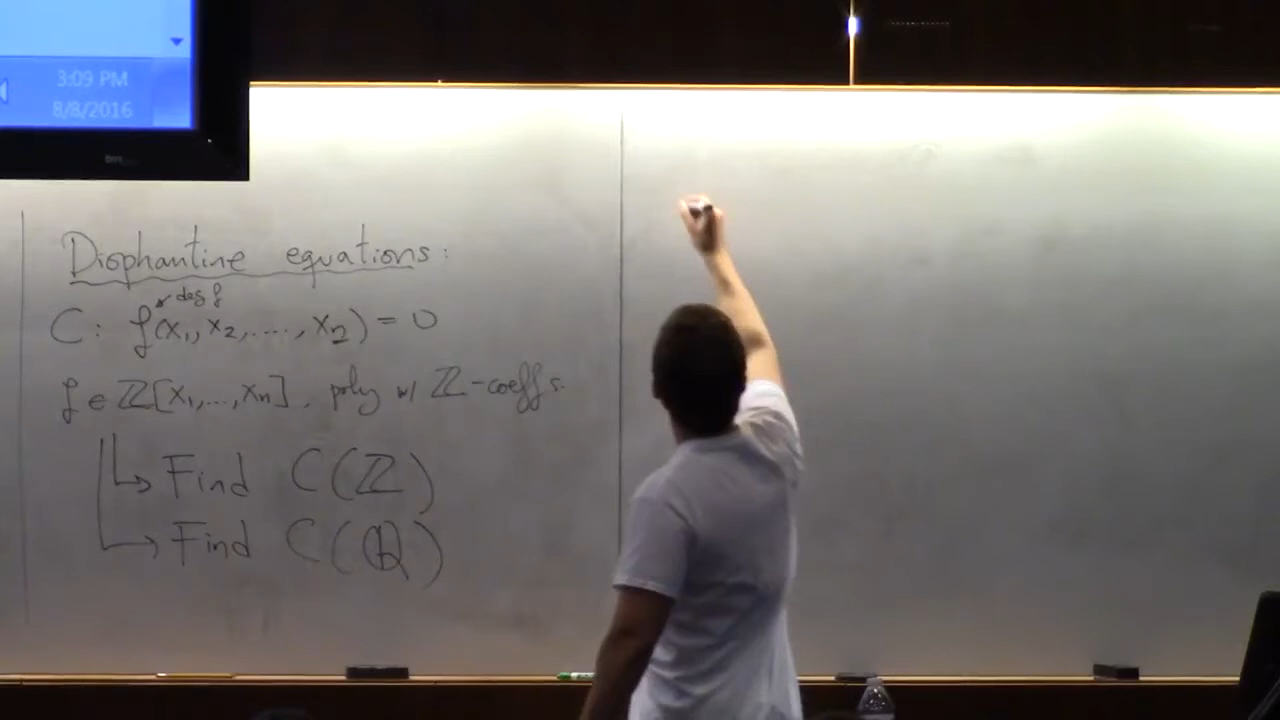 3:09 PM
8/8/2016
Diophantine equations:
deg f
C: f(x₁, x₂, ...., xₙ) = 0
f ∈ ℤ[x₁,...,xₙ], poly w/ ℤ-coeffs.
↳ Find C(ℤ)
↳ Find C(ℚ)